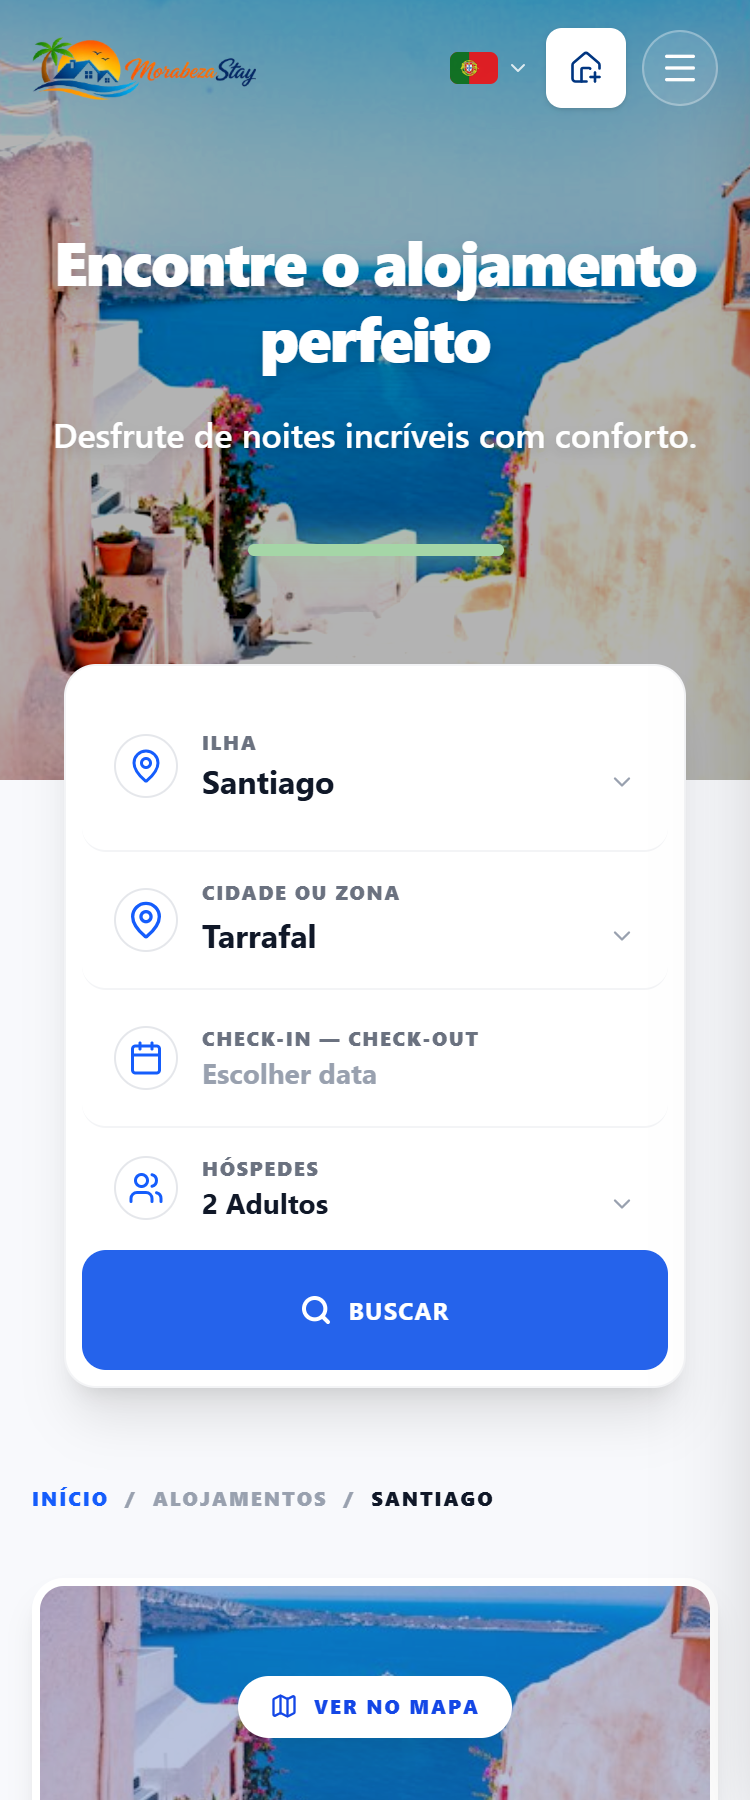 MorabezaStay
Encontre o alojamento
perfeito
Desfrute de noites incríveis com conforto.
ILHA
Santiago
CIDADE OU ZONA
Tarrafal
CHECK-IN — CHECK-OUT
Escolher data
HÓSPEDES
2 Adultos
BUSCAR
INÍCIO / ALOJAMENTOS / SANTIAGO
VER NO MAPA